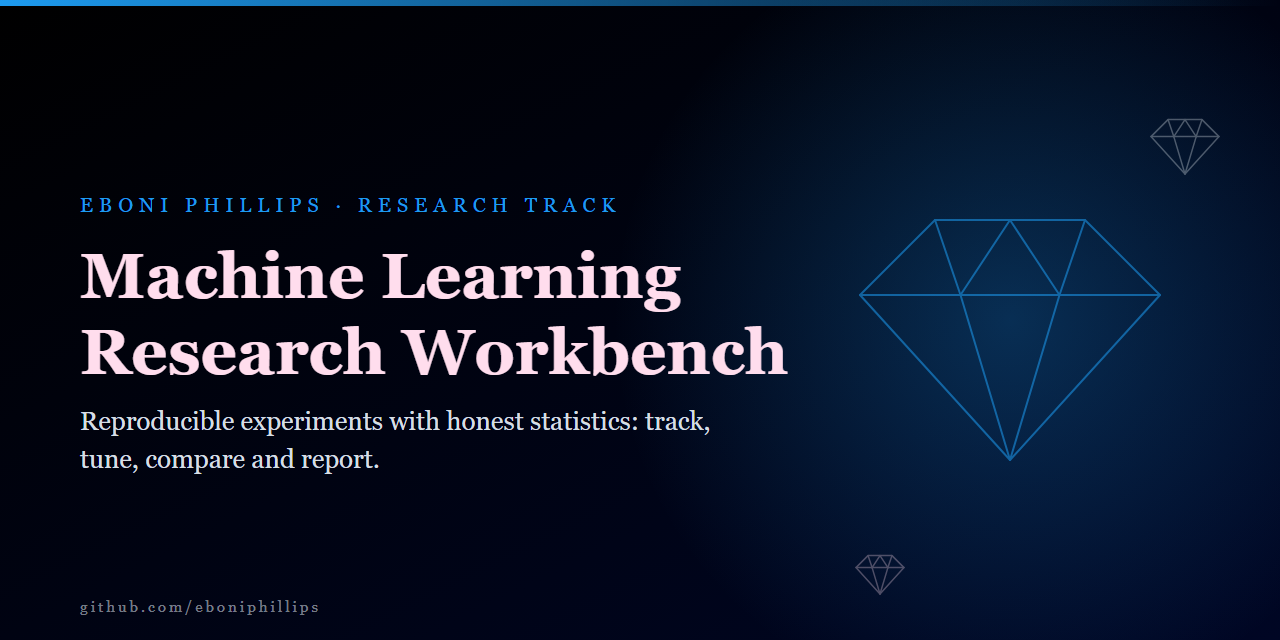 EBONI PHILLIPS · RESEARCH TRACK
Machine Learning
Research Workbench
Reproducible experiments with honest statistics: track,
tune, compare and report.
github.com/eboniphillips